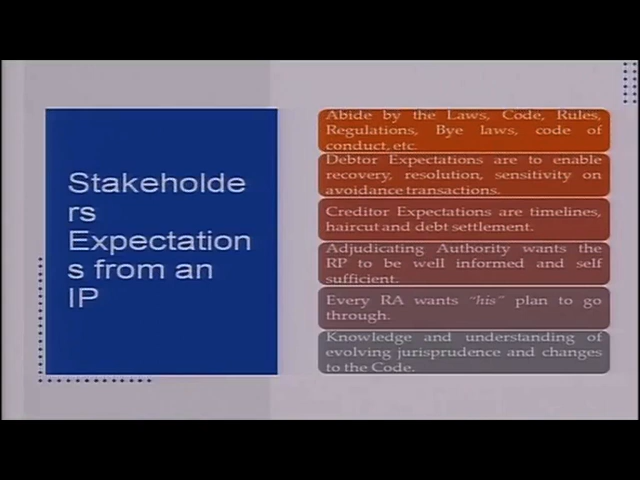 Stakeholde
rs
Expectation
s from an
IP
Abide by the Laws, Code, Rules,
Regulations, Bye laws, code of
conduct, etc.
Debtor Expectations are to enable
recovery, resolution, sensitivity on
avoidance transactions.
Creditor Expectations are timelines,
haircut and debt settlement.
Adjudicating Authority wants the
RP to be well informed and self
sufficient.
Every RA wants “his” plan to go
through.
Knowledge and understanding of
evolving jurisprudence and changes
to the Code.